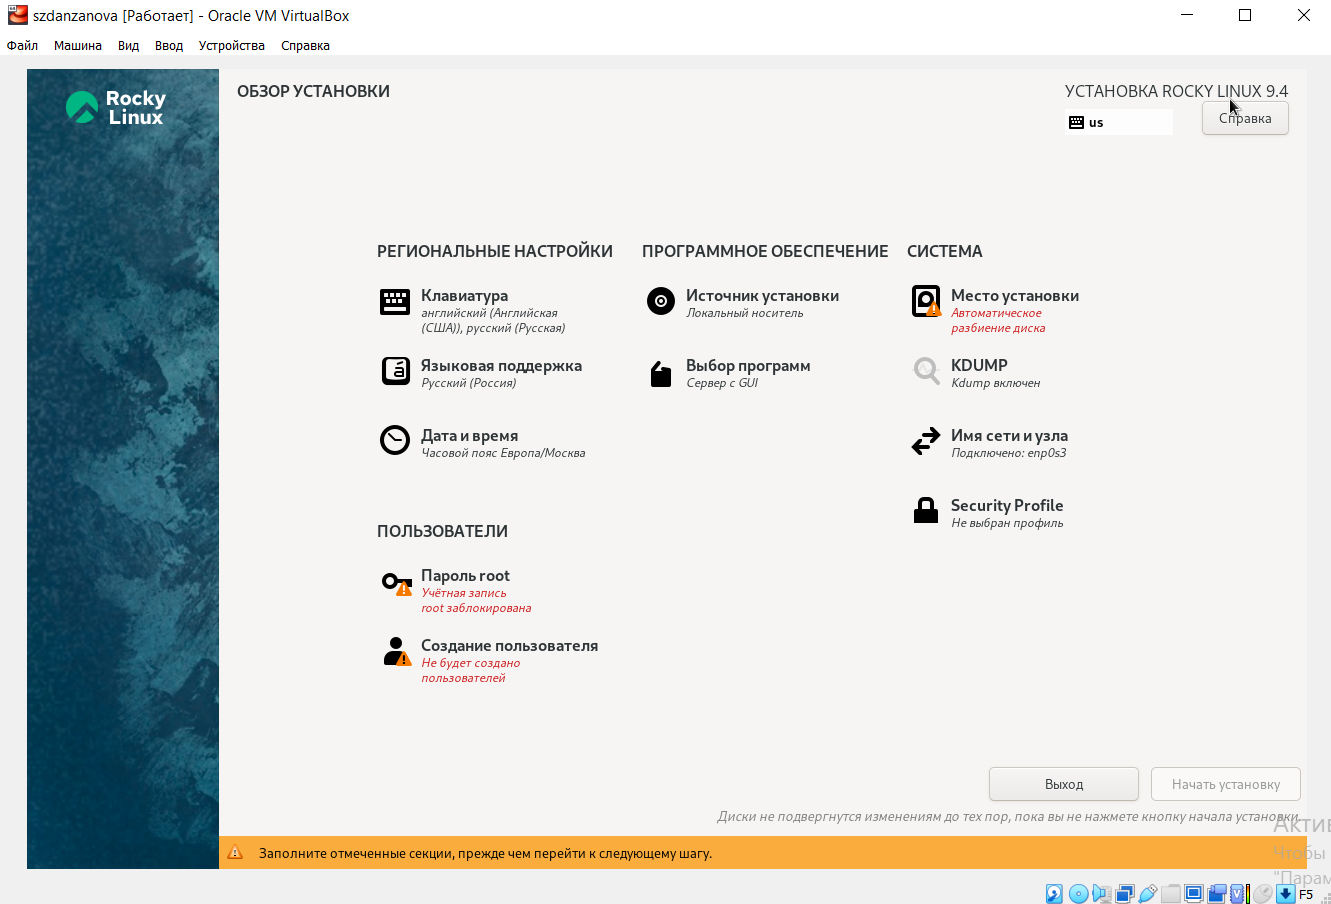 szdanzanova [Работает] - Oracle VM VirtualBox
Файл Машина Вид Ввод Устройства Справка
Rocky
Linux
ОБЗОР УСТАНОВКИ
УСТАНОВКА ROCKY LINUX 9.4
us
Справка
РЕГИОНАЛЬНЫЕ НАСТРОЙКИ
Клавиатура
английский (Английская
(США)), русский (Русская)
Языковая поддержка
Русский (Россия)
Дата и время
Часовой пояс Европа/Москва
ПРОГРАММНОЕ ОБЕСПЕЧЕНИЕ
Источник установки
Локальный носитель
Выбор программ
Сервер с GUI
СИСТЕМА
Место установки
Автоматическое
разбиение диска
KDUMP
Kdump включен
Имя сети и узла
Подключено: enp0s3
Security Profile
Не выбран профиль
ПОЛЬЗОВАТЕЛИ
Пароль root
Учётная запись
root заблокирована
Создание пользователя
Не будет создано
пользователей
Выход
Начать установку
Диски не подвергнутся изменениям до тех пор, пока вы не нажмете кнопку начала установки.
Актив
Заполните отмеченные секции, прежде чем перейти к следующему шагу.
Чтобы
"Парам
F5